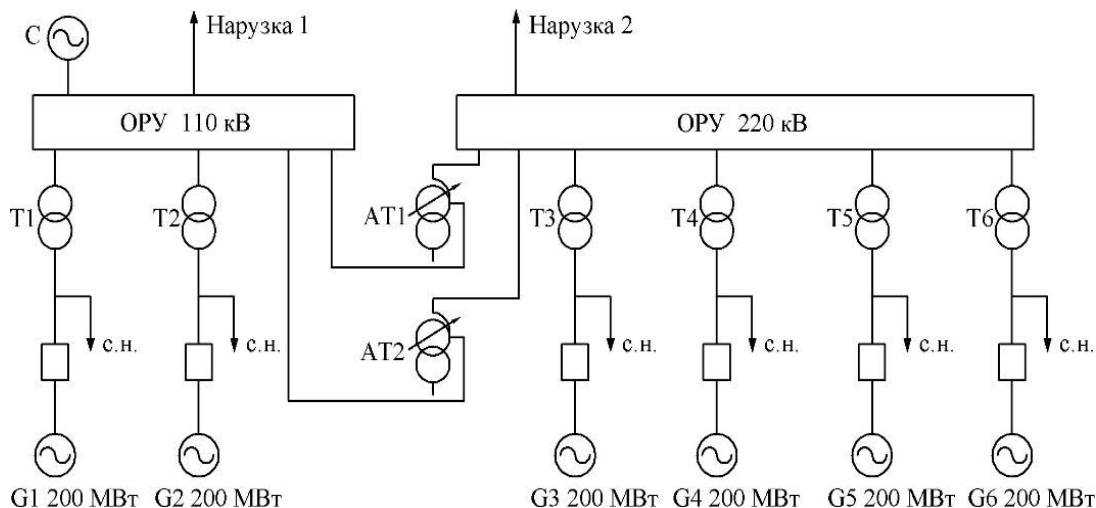 С
Нарузка 1
Нарузка 2
ОРУ 110 кВ
ОРУ 220 кВ
Т1
Т2
АТ1
Т3
Т4
Т5
Т6
АТ2
с.н.
с.н.
с.н.
с.н.
с.н.
с.н.
G1 200 МВт
G2 200 МВт
G3 200 МВт
G4 200 МВт
G5 200 МВт
G6 200 МВт